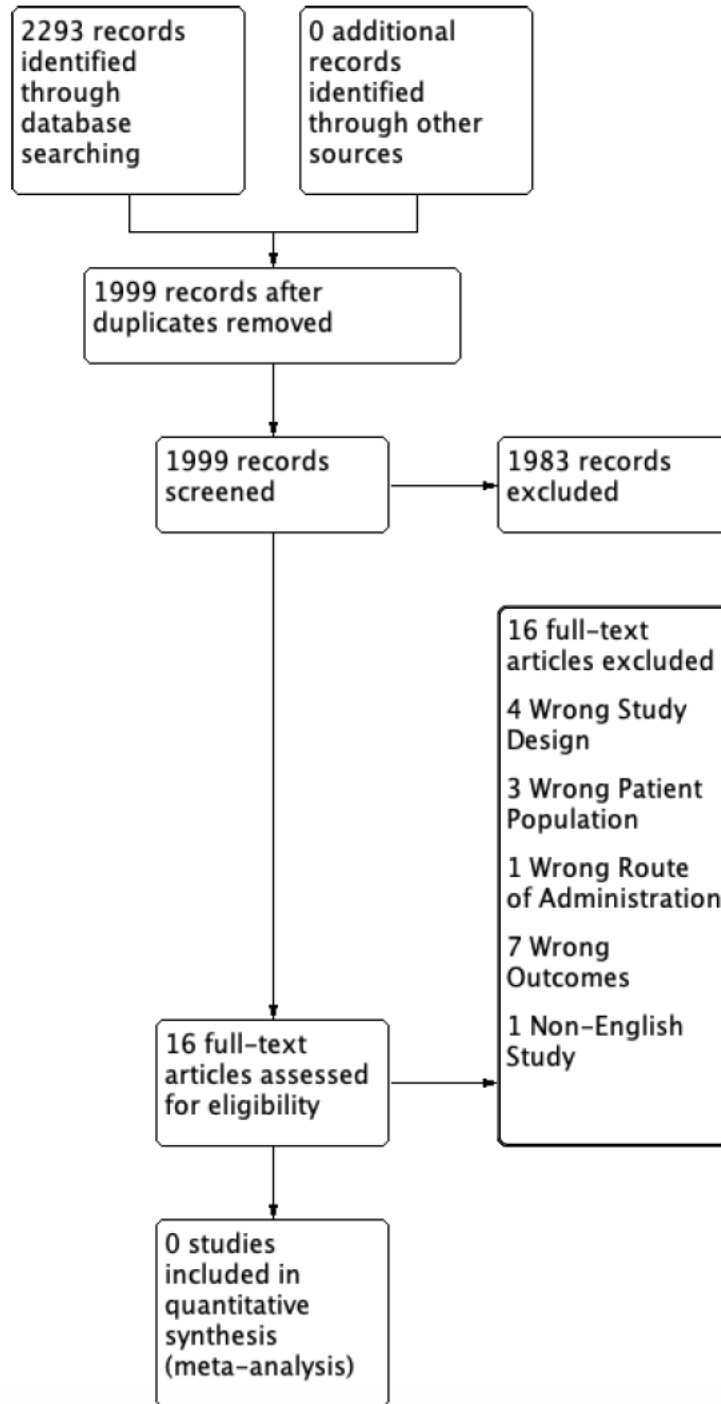 2293 records
identified
through
database
searching
0 additional
records
identified
through other
sources
1999 records after
duplicates removed
1999 records
screened
1983 records
excluded
16 full-text
articles excluded
4 Wrong Study
Design
3 Wrong Patient
Population
1 Wrong Route
of Administration
7 Wrong
Outcomes
1 Non-English
Study
16 full-text
articles assessed
for eligibility
0 studies
included in
quantitative
synthesis
(meta-analysis)